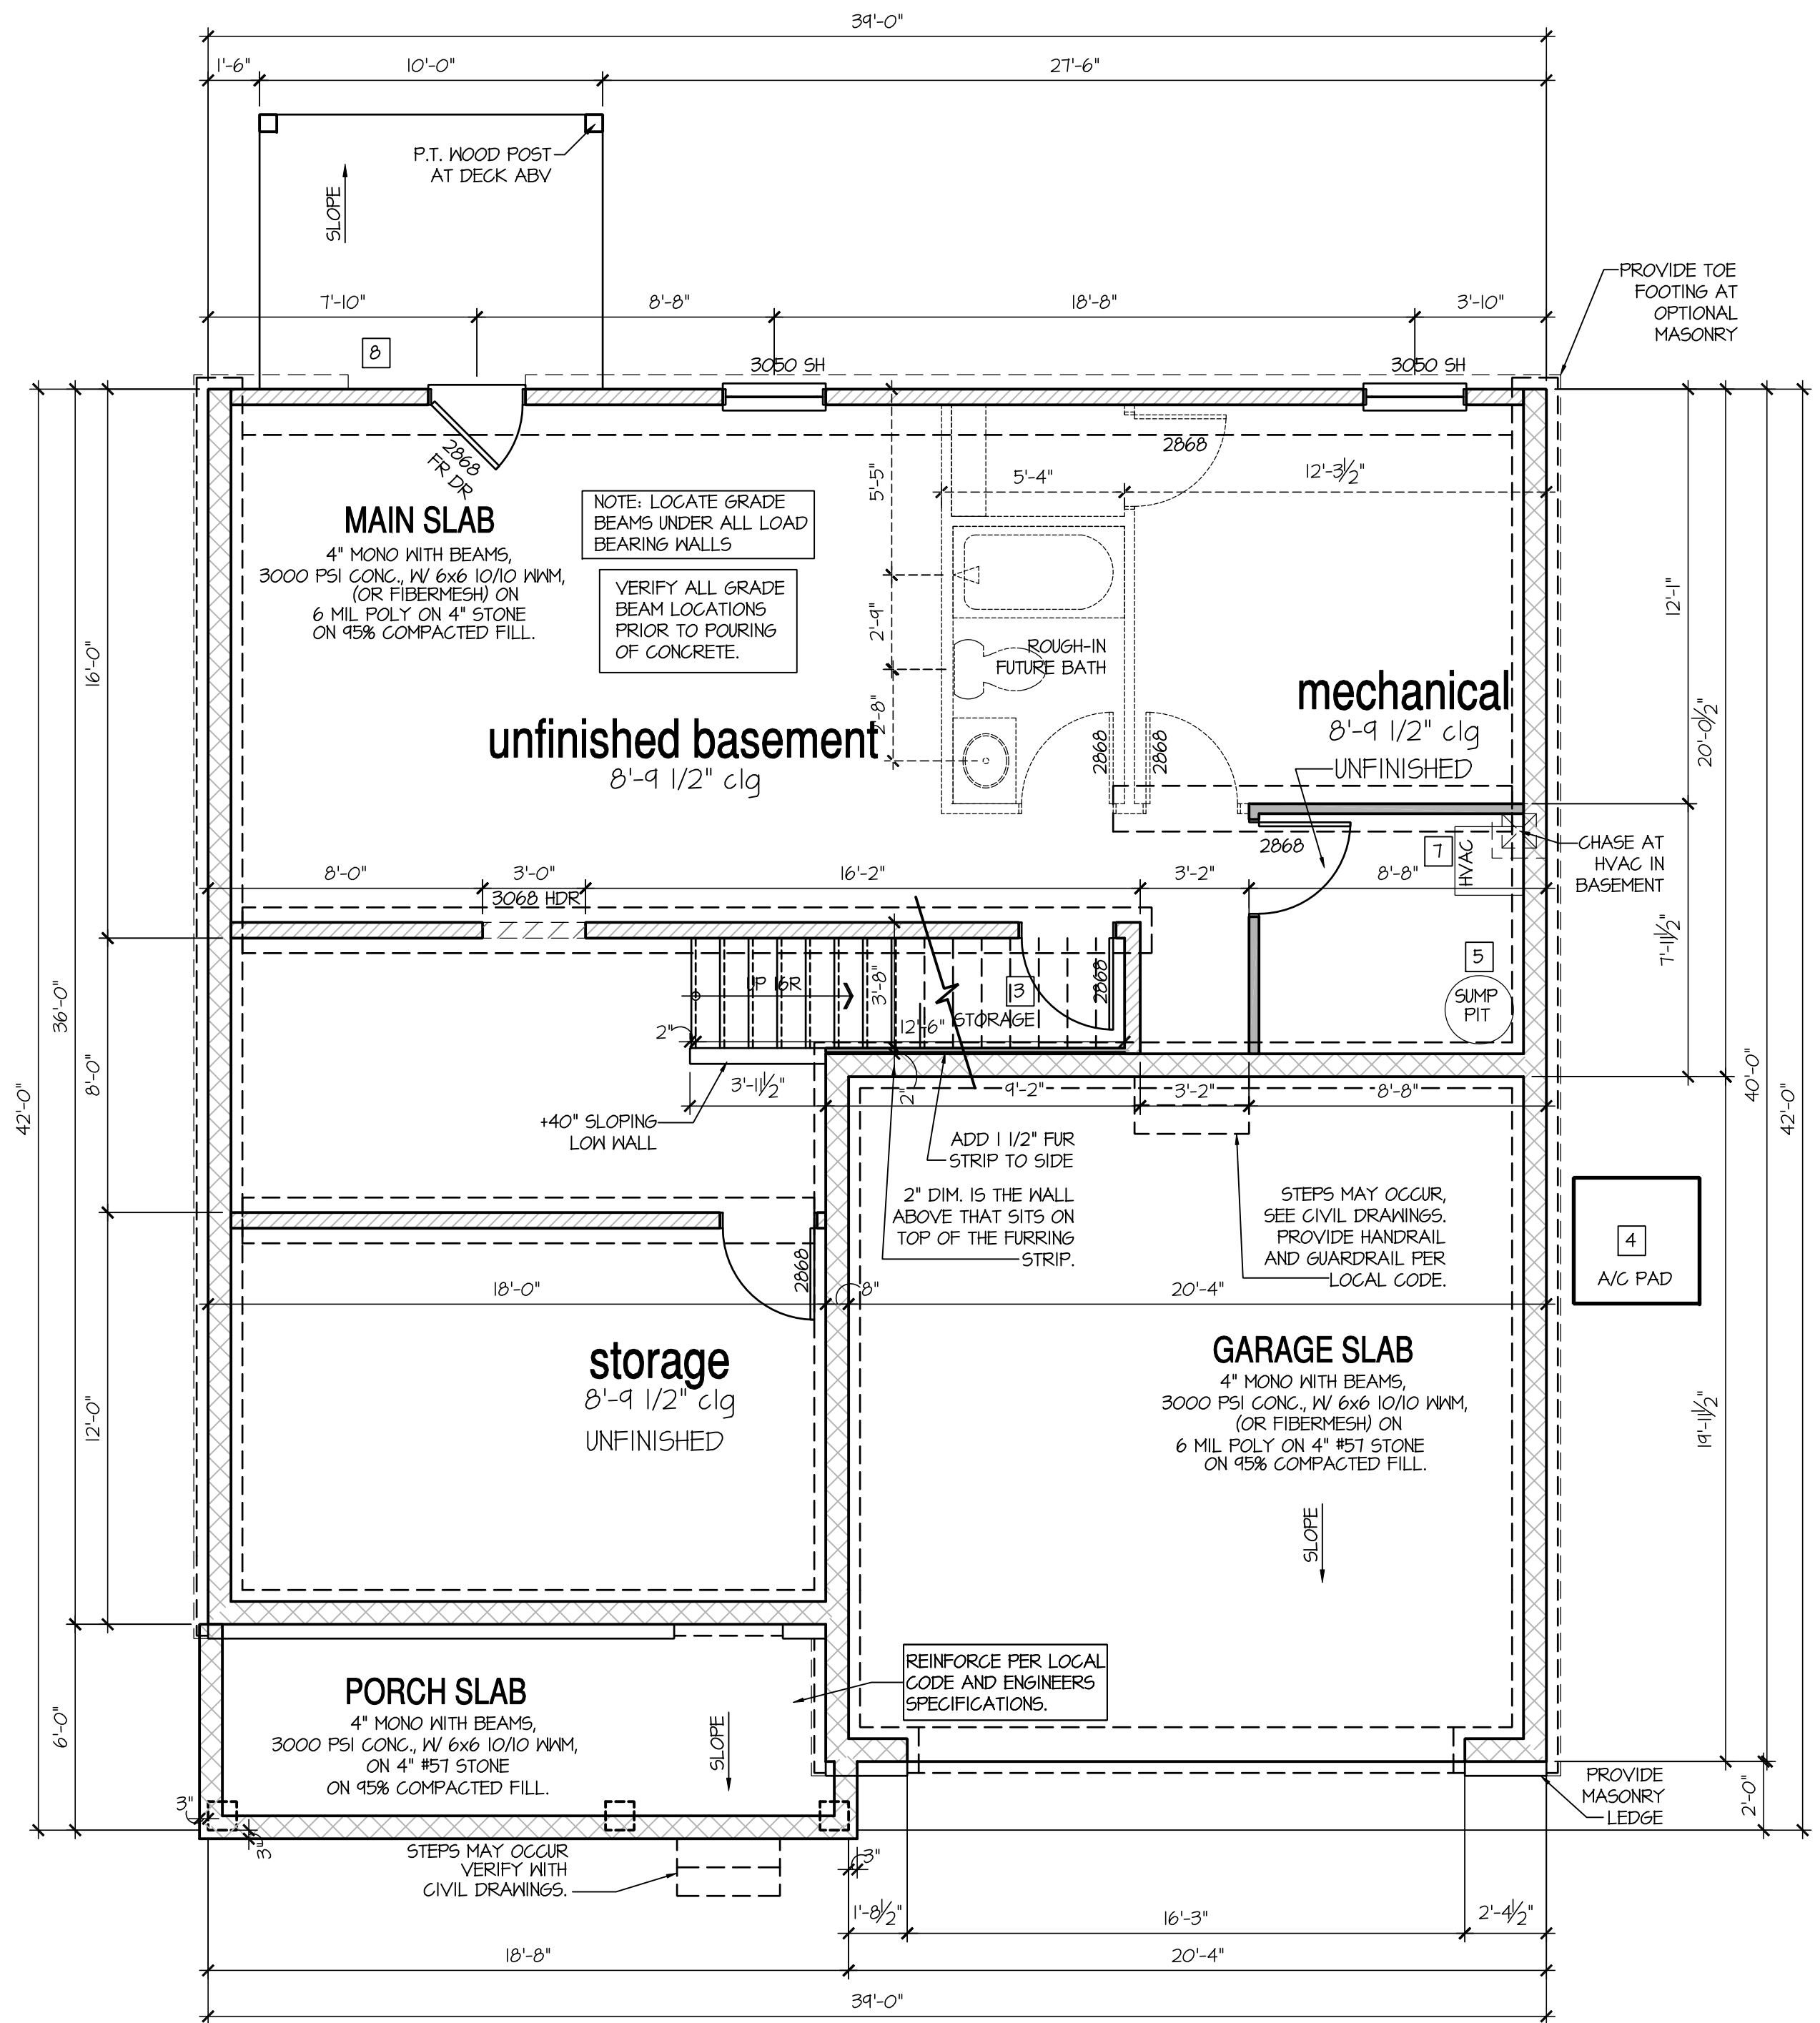 39'-0"
1'-6"
10'-0"
27'-6"
P.T. WOOD POST
AT DECK ABV
SLOPE
PROVIDE TOE
FOOTING AT
OPTIONAL
MASONRY
7'-10"
8'-8"
18'-8"
3'-10"
8
3050 SH
3050 SH
2868
FR DR
2868
5'-5"
5'-4"
12'-3 1/2"
MAIN SLAB
4" MONO WITH BEAMS,
3000 PSI CONC., W/ 6x6 10/10 WWM,
(OR FIBERMESH) ON
6 MIL POLY ON 4" STONE
ON 95% COMPACTED FILL.
NOTE: LOCATE GRADE
BEAMS UNDER ALL LOAD
BEARING WALLS
VERIFY ALL GRADE
BEAM LOCATIONS
PRIOR TO POURING
OF CONCRETE.
2'-9"
ROUGH-IN
FUTURE BATH
12'-1"
16'-0"
unfinished basement
8'-9 1/2" clg
2'-8"
2868
2868
mechanical
8'-9 1/2" clg
UNFINISHED
20'-0 1/2"
2868
7
HVAC
CHASE AT
HVAC IN
BASEMENT
8'-0"
3'-0"
16'-2"
3'-2"
8'-8"
3068 HDR
7'-11 1/2"
5
SUMP
PIT
UP 16R
3'-8"
3
2868
STORAGE
12'-6"
2"
36'-0"
8'-0"
42'-0"
3'-11 1/2"
2"
9'-2"
3'-2"
8'-8"
40'-0"
42'-0"
+40" SLOPING
LOW WALL
ADD 1 1/2" FUR
STRIP TO SIDE
2" DIM. IS THE WALL
ABOVE THAT SITS ON
TOP OF THE FURRING
STRIP.
STEPS MAY OCCUR,
SEE CIVIL DRAWINGS.
PROVIDE HANDRAIL
AND GUARDRAIL PER
LOCAL CODE.
4
A/C PAD
2868
18'-0"
8"
20'-4"
storage
8'-9 1/2" clg
UNFINISHED
12'-0"
GARAGE SLAB
4" MONO WITH BEAMS,
3000 PSI CONC., W/ 6x6 10/10 WWM,
(OR FIBERMESH) ON
6 MIL POLY ON 4" #57 STONE
ON 95% COMPACTED FILL.
19'-11 1/2"
SLOPE
REINFORCE PER LOCAL
CODE AND ENGINEERS
SPECIFICATIONS.
PORCH SLAB
4" MONO WITH BEAMS,
3000 PSI CONC., W/ 6x6 10/10 WWM,
ON 4" #57 STONE
ON 95% COMPACTED FILL.
SLOPE
6'-0"
PROVIDE
MASONRY
LEDGE
2'-0"
3"
3"
STEPS MAY OCCUR
VERIFY WITH
CIVIL DRAWINGS.
3"
1'-8 1/2"
16'-3"
2'-4 1/2"
18'-8"
20'-4"
39'-0"